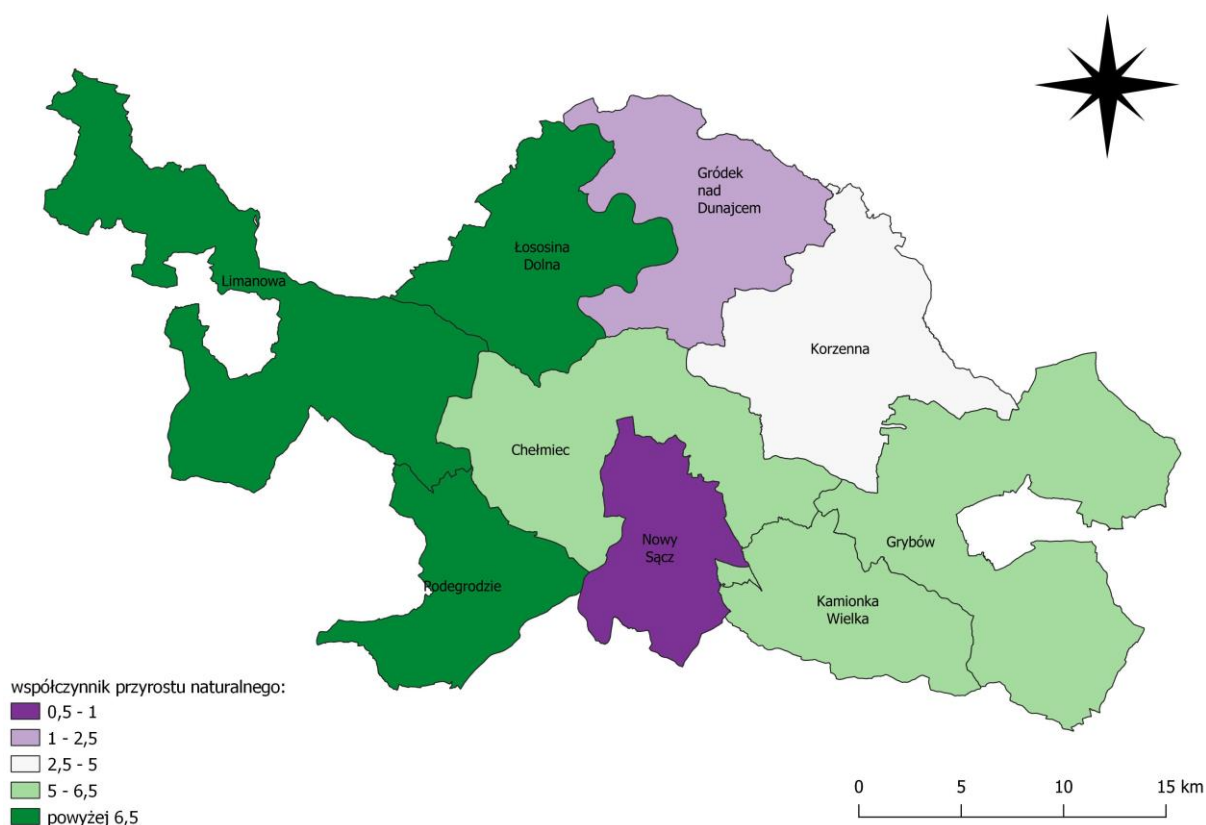 Gródek
nad
Dunajcem
Łososina
Dolna
Limanowa
Korzenna
Chełmiec
Nowy
Sącz
Grybów
Podegrodzie
Kamionka
Wielka
współczynnik przyrostu naturalnego:
0,5 - 1
1 - 2,5
2,5 - 5
5 - 6,5
powyżej 6,5
0 5 10 15 km